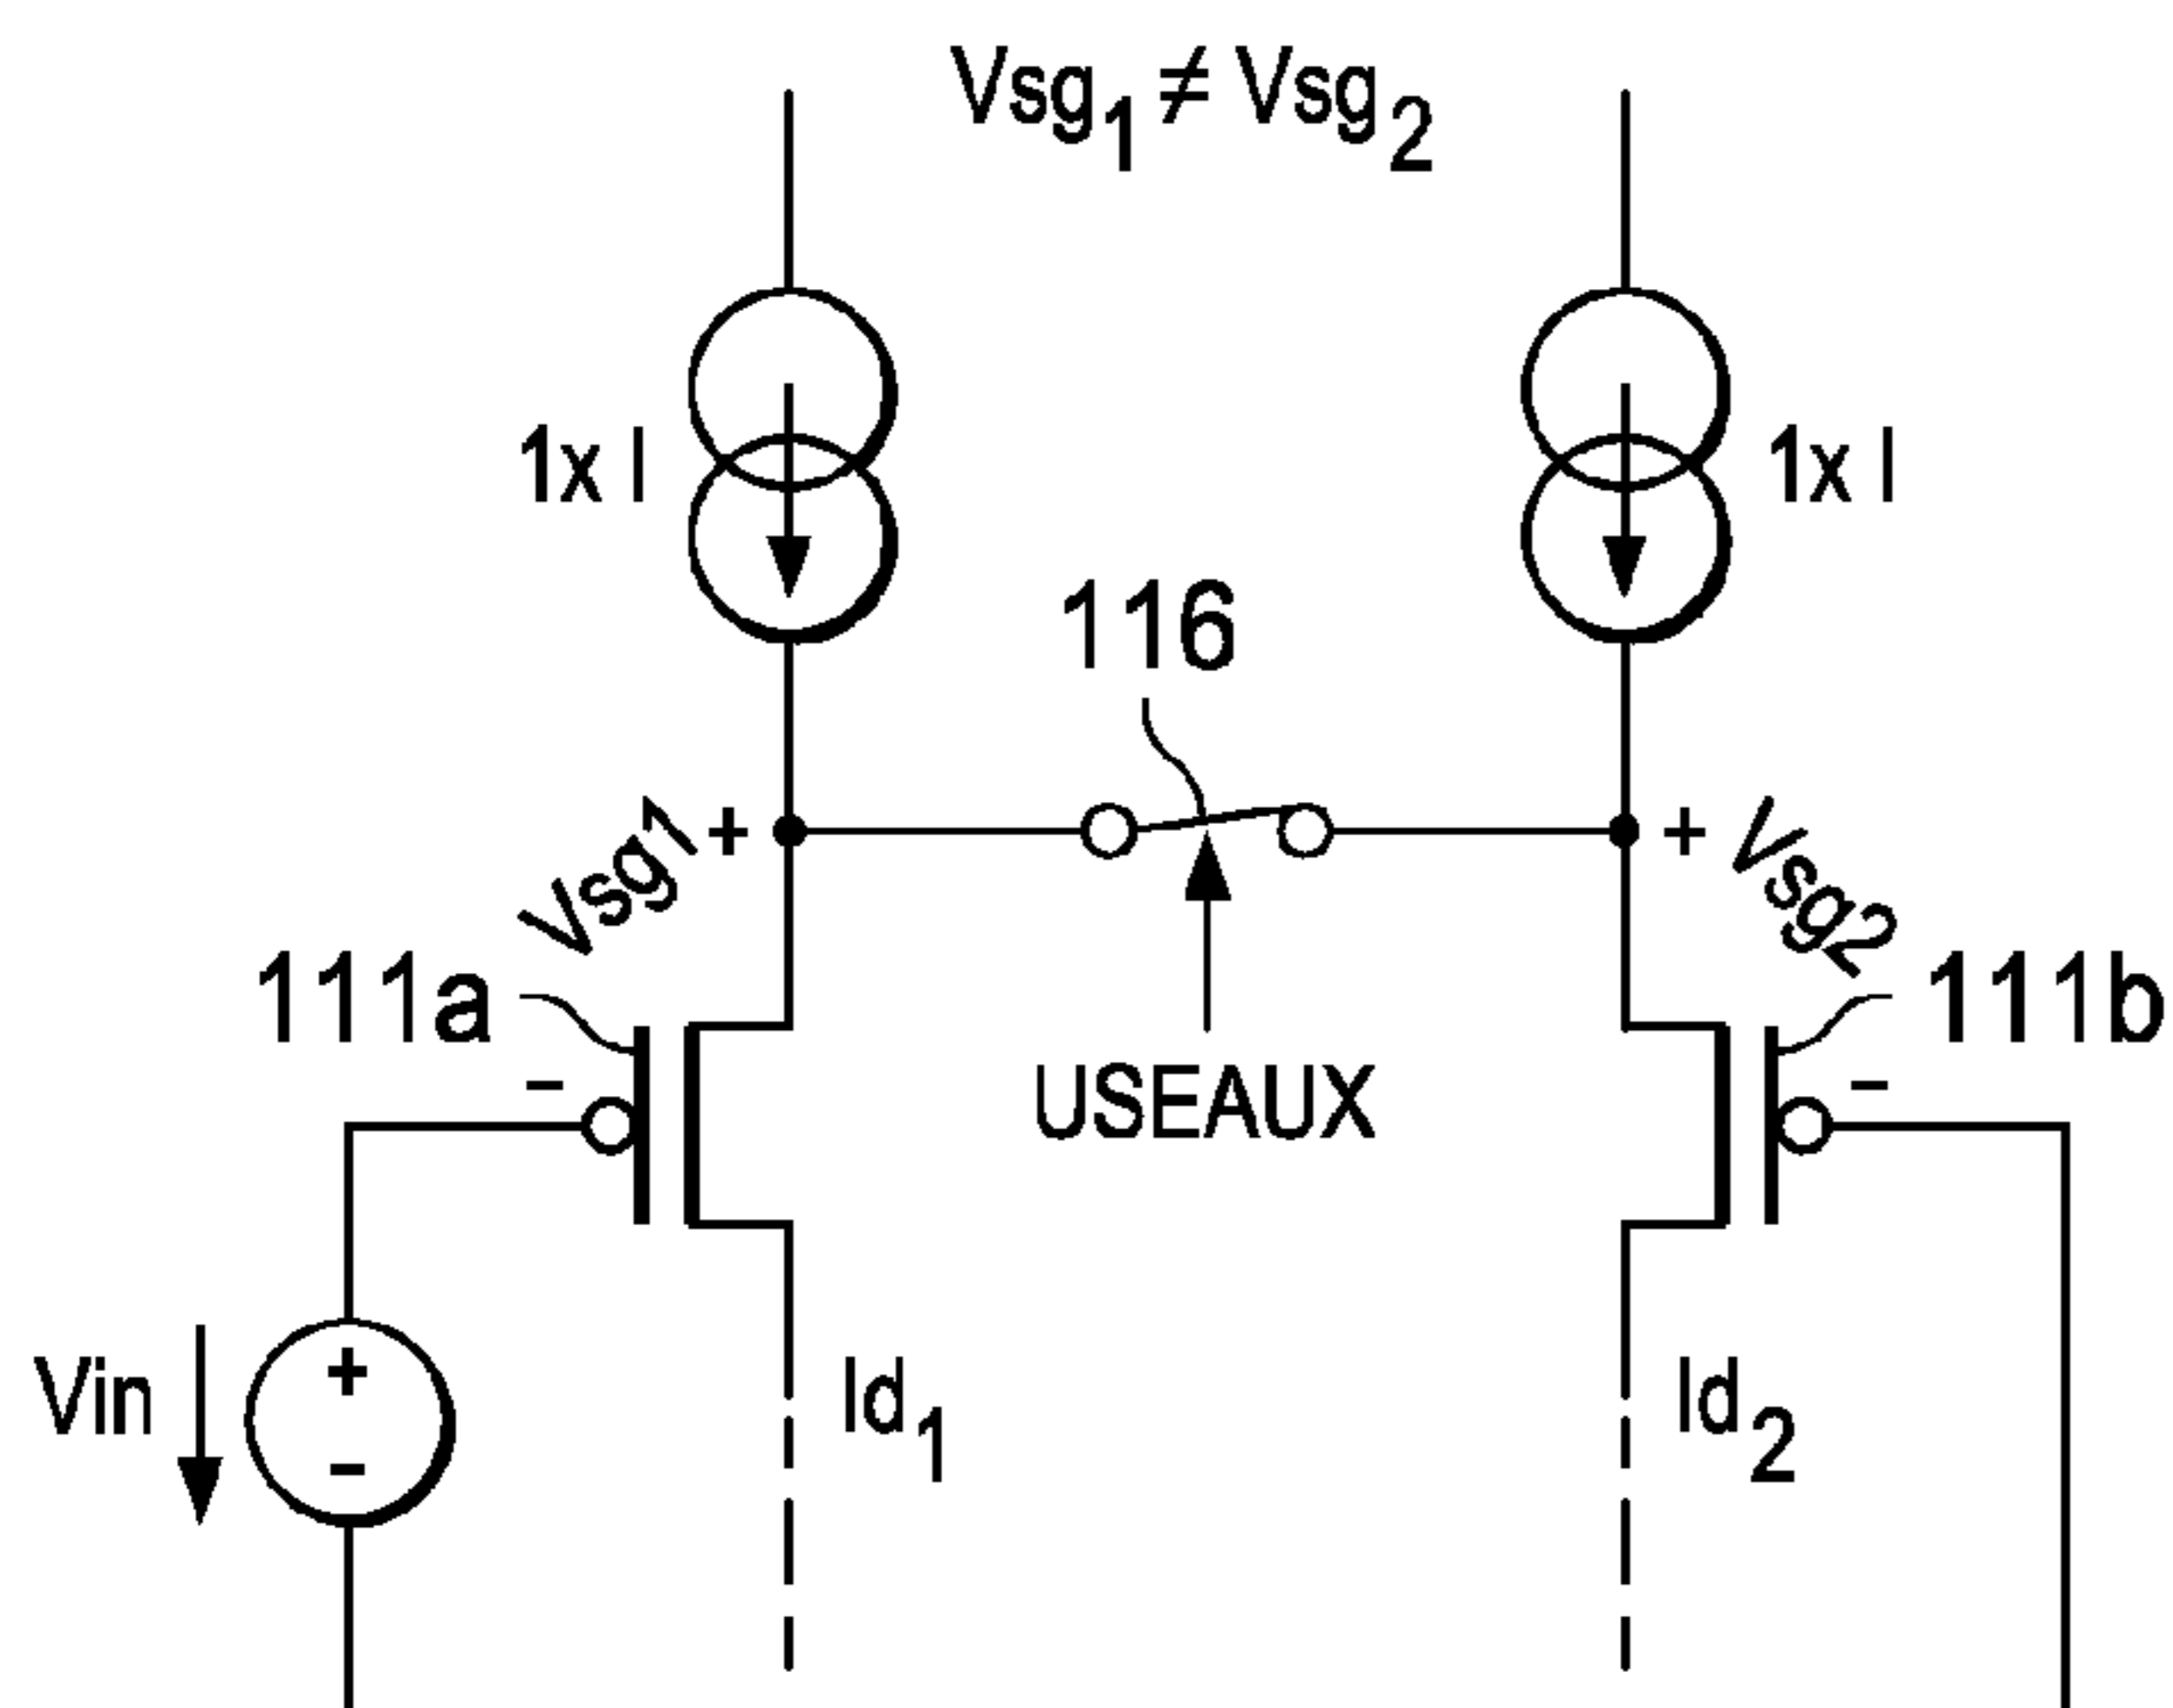 Vsg1 ≠ Vsg2
1x I
1x I
116
Vsg1 +
+ Vsg2
111a
111b
-
-
USEAUX
Vin
+
-
Id1
Id2